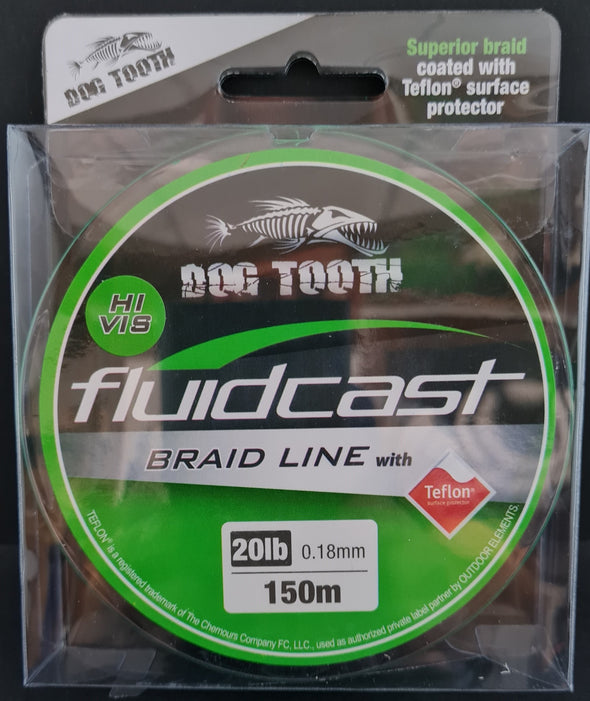 DOG TOOTH
Superior braid
coated with
Teflon® surface
protector
DOG TOOTH
HI
VIS
fluidcast
BRAID LINE with
Teflon®
surface protector
20lb 0.18mm
150m
TEFLON® is a registered trademark of The Chemours Company FC, LLC., used as authorized private label partner by OUTDOOR ELEMENTS.